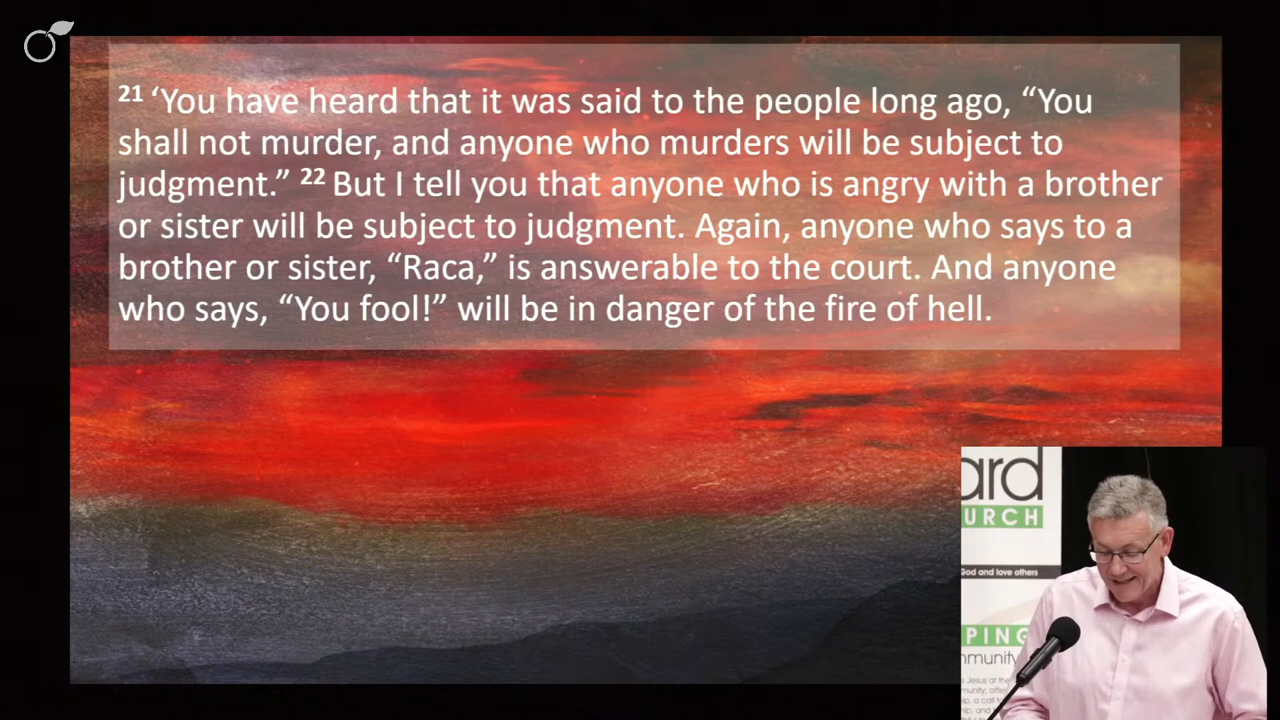 21 ‘You have heard that it was said to the people long ago, “You
shall not murder, and anyone who murders will be subject to
judgment.” 22 But I tell you that anyone who is angry with a brother
or sister will be subject to judgment. Again, anyone who says to a
brother or sister, “Raca,” is answerable to the court. And anyone
who says, “You fool!” will be in danger of the fire of hell.
ard
URCH
God and love others
PING
mmunity